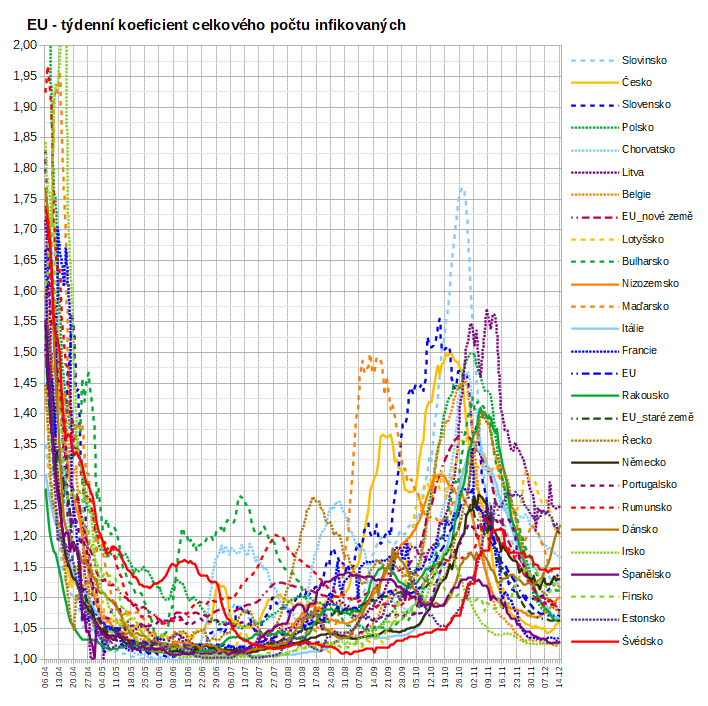 EU - týdenní koeficient celkového počtu infikovaných
2,00
1,95
1,90
1,85
1,80
1,75
1,70
1,65
1,60
1,55
1,50
1,45
1,40
1,35
1,30
1,25
1,20
1,15
1,10
1,05
1,00
06.04
13.04
20.04
27.04
04.05
11.05
18.05
25.05
01.06
08.06
15.06
22.06
29.06
06.07
13.07
20.07
27.07
03.08
10.08
17.08
24.08
31.08
07.09
14.09
21.09
28.09
05.10
12.10
19.10
26.10
02.11
09.11
16.11
23.11
30.11
07.12
14.12
Slovinsko
Česko
Slovensko
Polsko
Chorvatsko
Litva
Belgie
EU_nové země
Lotyšsko
Bulharsko
Nizozemsko
Maďarsko
Itálie
Francie
EU
Rakousko
EU_staré země
Řecko
Německo
Portugalsko
Rumunsko
Dánsko
Irsko
Španělsko
Finsko
Estonsko
Švédsko